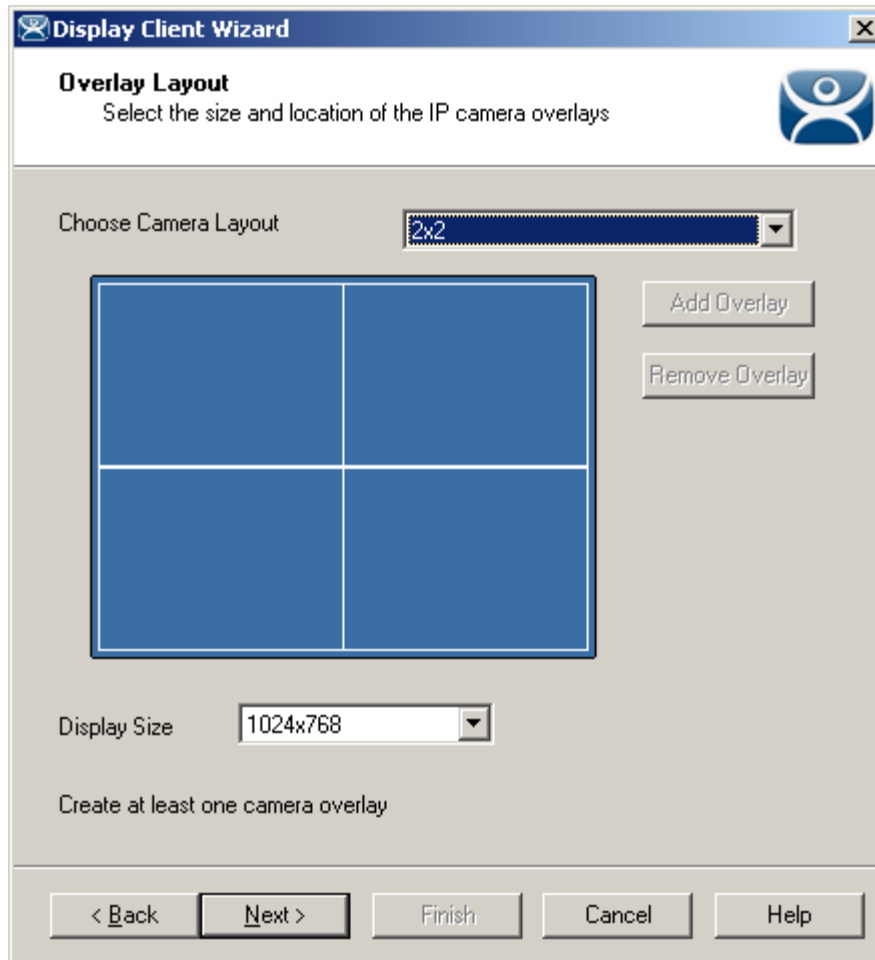 Display Client Wizard
Overlay Layout
Select the size and location of the IP camera overlays
Choose Camera Layout
2x2
Add Overlay
Remove Overlay
Display Size
1024x768
Create at least one camera overlay
< Back
Next >
Finish
Cancel
Help